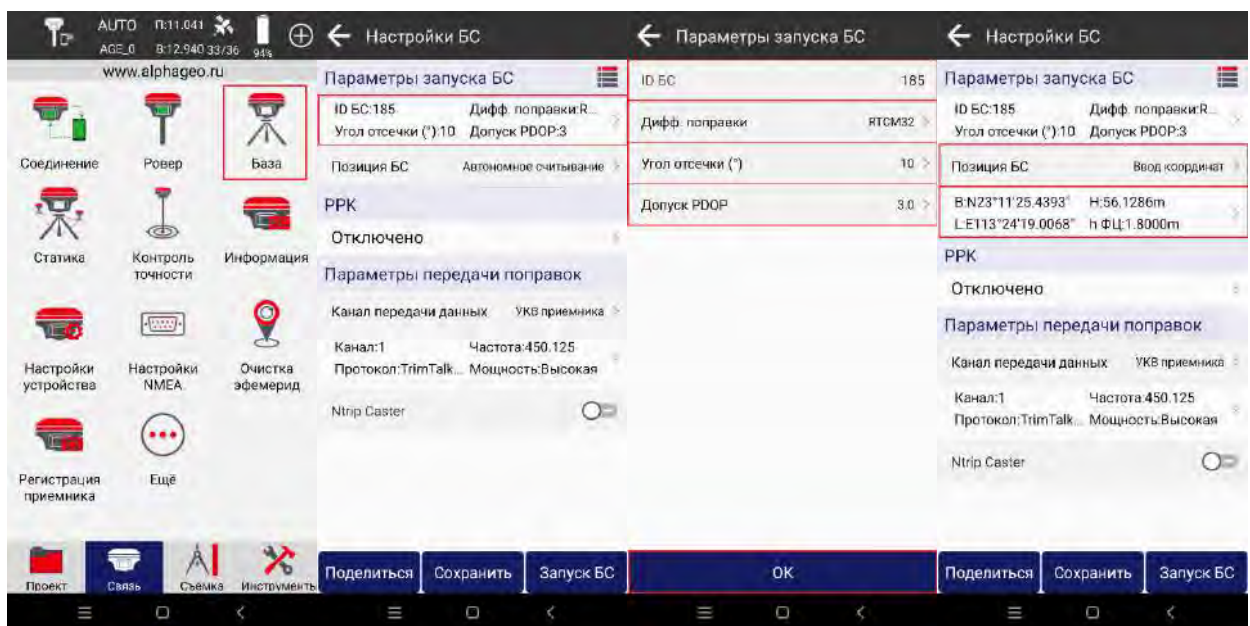 AUTO П:11.041
AGE_0 В:12.940 33/36 94%
www.alphageo.ru
Соединение Ровер База
Статика Контроль точности Информация
Настройки устройства Настройки NMEA Очистка эфемерид
Регистрация приемника Ещё
Проект Связь Съёмка Инструменты
Настройки БС
Параметры запуска БС
ID БС:185 Дифф. поправки:R...
Угол отсечки (°):10 Допуск PDOP:3
Позиция БС Автономное считывание
PPK
Отключено
Параметры передачи поправок
Канал передачи данных УКВ приемника
Канал:1 Частота:450.125
Протокол:TrimTalk... Мощность:Высокая
Ntrip Caster
Поделиться Сохранить Запуск БС
Параметры запуска БС
ID БС 185
Дифф. поправки RTCM32
Угол отсечки (°) 10
Допуск PDOP 3.0
OK
Настройки БС
Параметры запуска БС
ID БС:185 Дифф. поправки:R...
Угол отсечки (°):10 Допуск PDOP:3
Позиция БС Ввод координат
B:N23°11'25.4393" H:56.1286m
L:E113°24'19.0068" h ФЦ:1.8000m
PPK
Отключено
Параметры передачи поправок
Канал передачи данных УКВ приемника
Канал:1 Частота:450.125
Протокол:TrimTalk... Мощность:Высокая
Ntrip Caster
Поделиться Сохранить Запуск БС